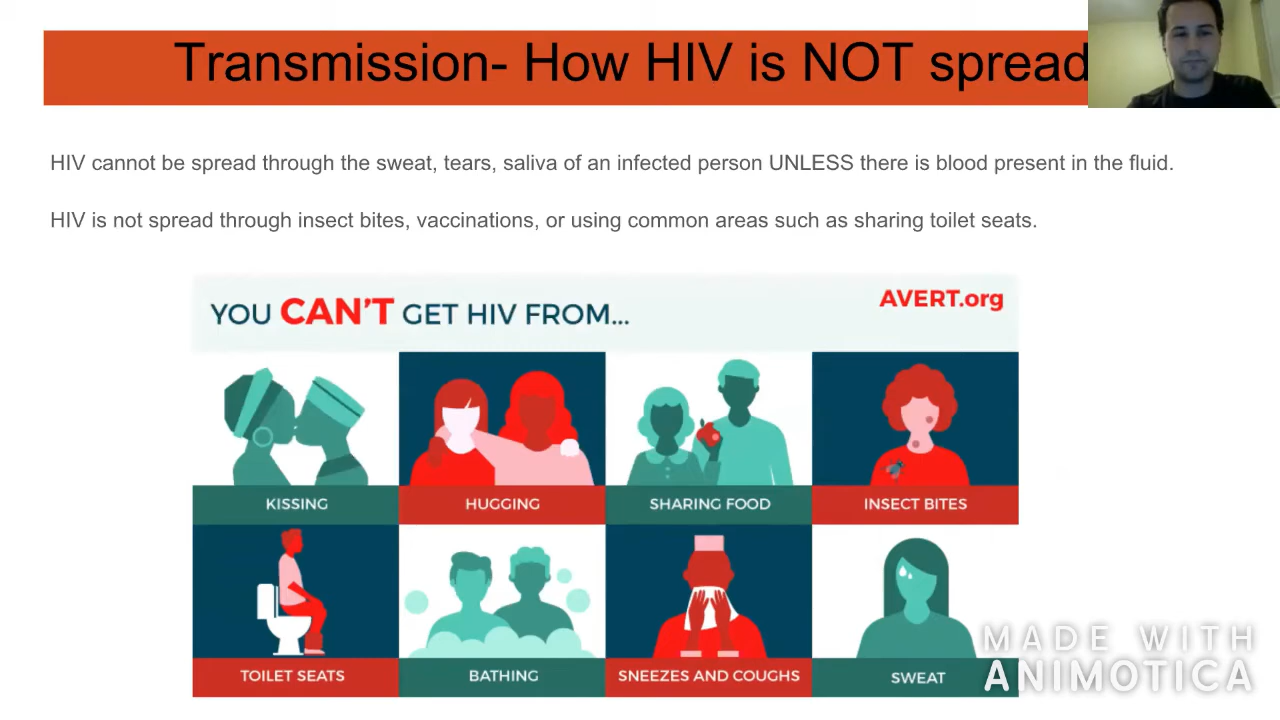 Transmission- How HIV is NOT spread
HIV cannot be spread through the sweat, tears, saliva of an infected person UNLESS there is blood present in the fluid.
HIV is not spread through insect bites, vaccinations, or using common areas such as sharing toilet seats.
YOU CAN'T GET HIV FROM...
AVERT.org
KISSING
HUGGING
SHARING FOOD
INSECT BITES
TOILET SEATS
BATHING
SNEEZES AND COUGHS
SWEAT
MADE WITH
ANIMOTICA